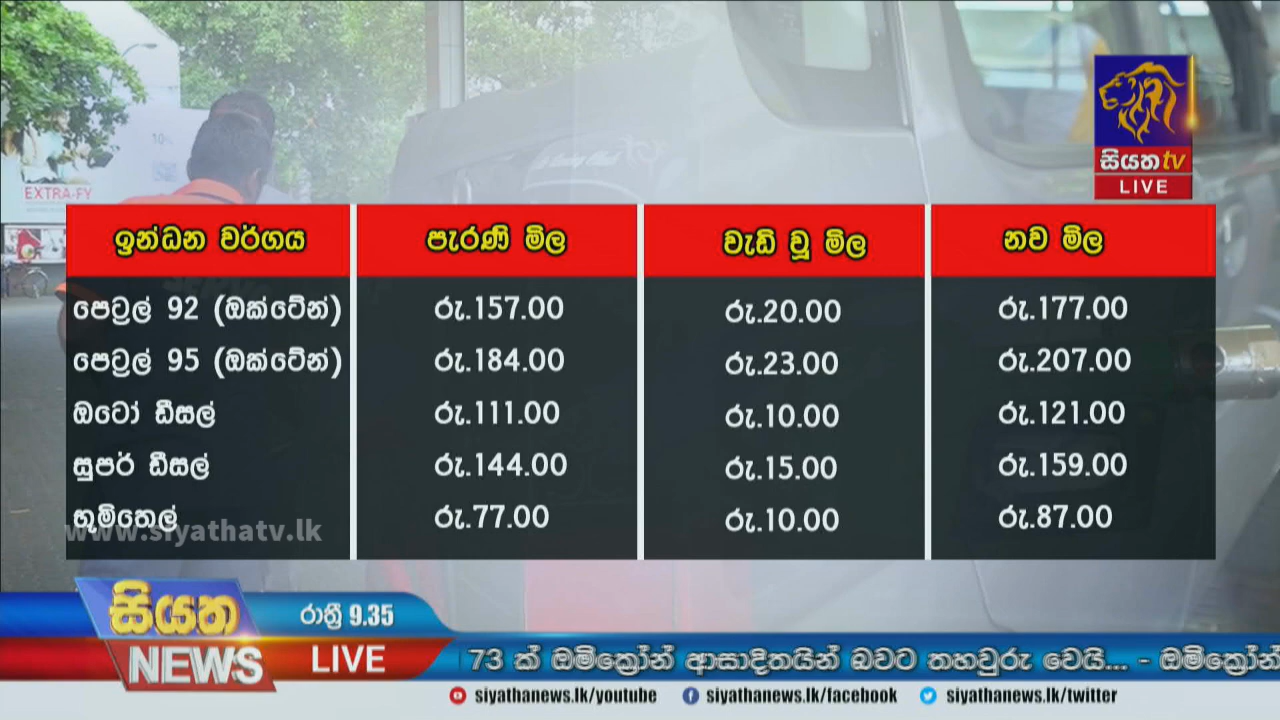 සියත tv
LIVE
10%
EXTRA-FY
ඉන්ධන වර්ගය පැරණි මිල වැඩි වූ මිල නව මිල
පෙට්‍රල් 92 (ඔක්ටේන්) රු.157.00 රු.20.00 රු.177.00
පෙට්‍රල් 95 (ඔක්ටේන්) රු.184.00 රු.23.00 රු.207.00
ඔටෝ ඩීසල් රු.111.00 රු.10.00 රු.121.00
සුපර් ඩීසල් රු.144.00 රු.15.00 රු.159.00
භූමිතෙල් රු.77.00 රු.10.00 රු.87.00
www.siyathatv.lk
සියත රාත්‍රී 9.35
NEWS LIVE
73 ක් ඔමික්‍රෝන් ආසාදිතයින් බවට තහවුරු වෙයි... - ඔමික්‍රෝන්
siyathanews.lk/youtube siyathanews.lk/facebook siyathanews.lk/twitter